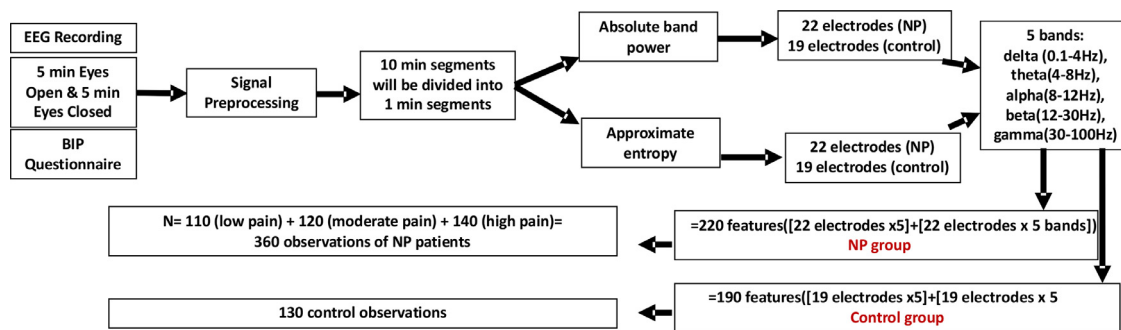 EEG Recording
5 min Eyes
Open & 5 min
Eyes Closed
BIP
Questionnaire
Signal
Preprocessing
10 min segments
will be divided into
1 min segments
Absolute band
power
Approximate
entropy
22 electrodes (NP)
19 electrodes (control)
22 electrodes (NP)
19 electrodes (control)
5 bands:
delta (0.1-4Hz),
theta(4-8Hz),
alpha(8-12Hz),
beta(12-30Hz),
gamma(30-100Hz)
N= 110 (low pain) + 120 (moderate pain) + 140 (high pain)=
360 observations of NP patients
=220 features([22 electrodes x5]+[22 electrodes x 5 bands])
NP group
130 control observations
=190 features([19 electrodes x5]+[19 electrodes x 5
Control group